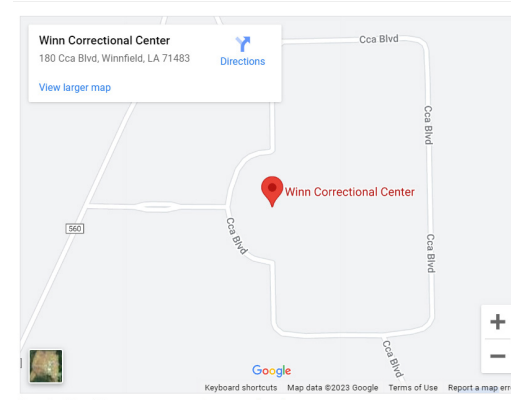 Winn Correctional Center
180 Cca Blvd, Winnfield, LA 71483
Directions
View larger map
Cca Blvd
Cca Blvd
Winn Correctional Center
560
Cca Blvd
Cca Blvd
Cca Blvd
+
−
Google
Keyboard shortcuts Map data ©2023 Google Terms of Use Report a map err